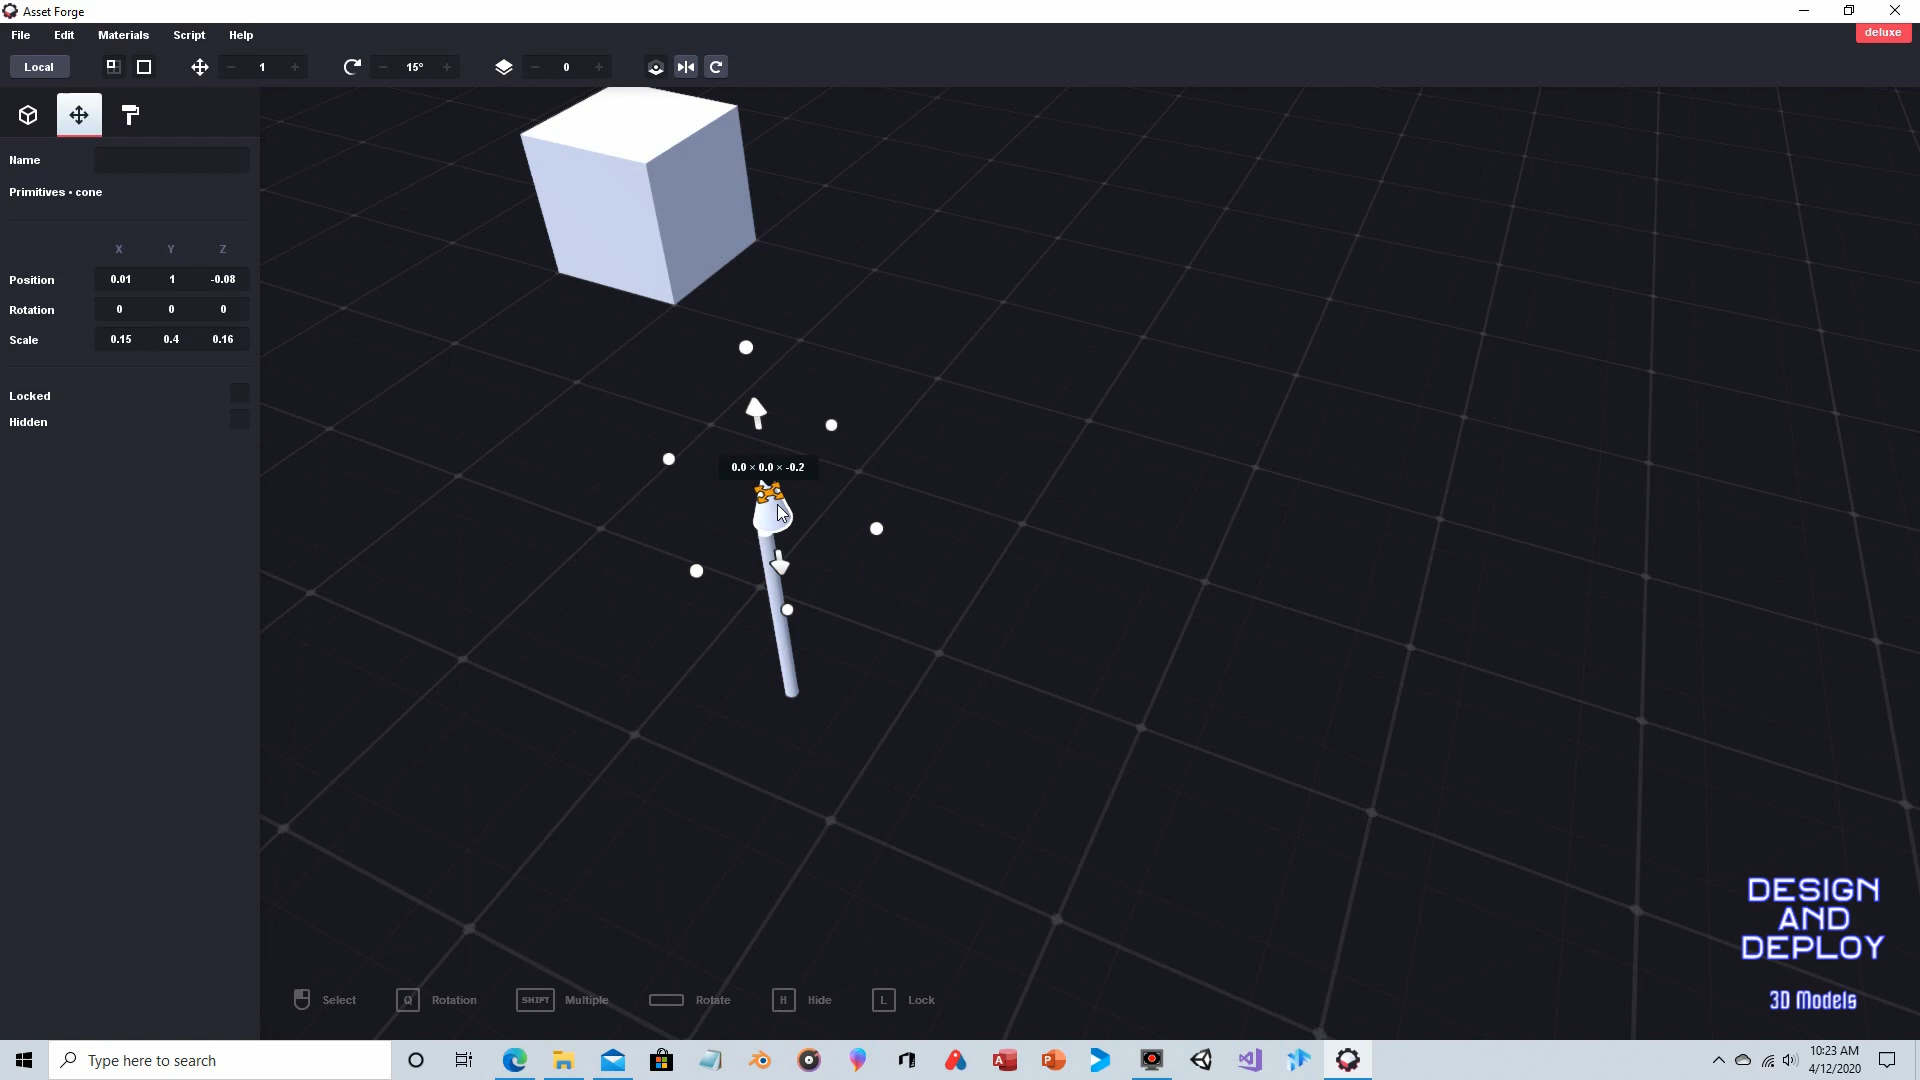 Asset Forge
File Edit Materials Script Help
deluxe
Local 1 15° 0
Name
Primitives • cone
X Y Z
Position 0.01 1 -0.08
Rotation 0 0 0
Scale 0.15 0.4 0.16
Locked
Hidden
0.0 × 0.0 × -0.2
DESIGN
AND
DEPLOY
3D Models
Select Q Rotation SHIFT Multiple Rotate H Hide L Lock
Type here to search
10:23 AM
4/12/2020